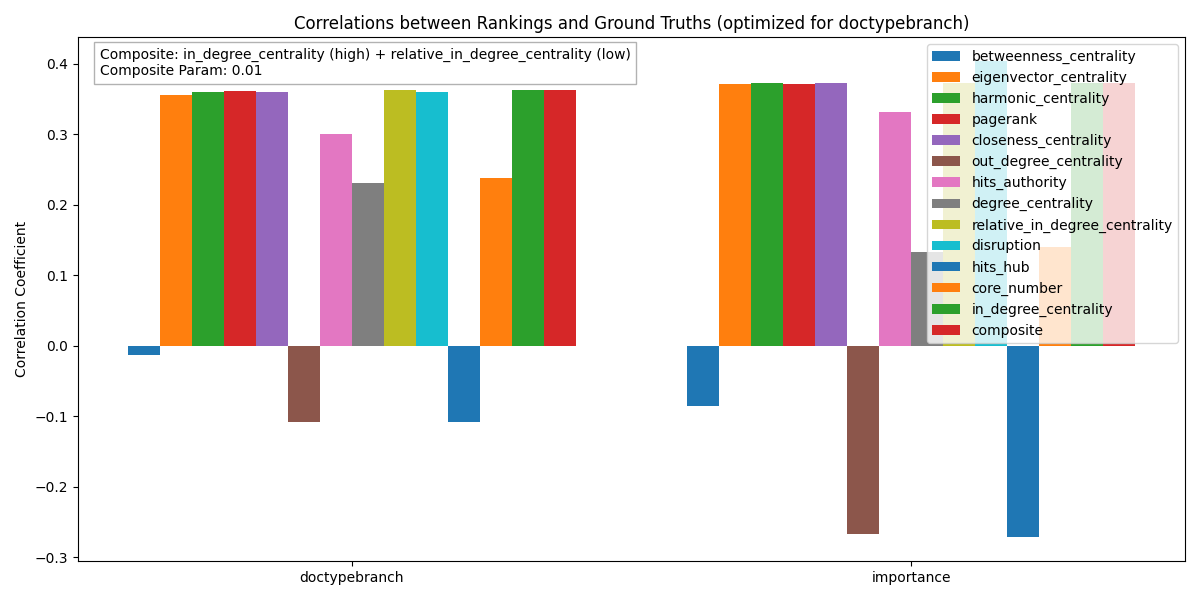 Correlations between Rankings and Ground Truths (optimized for doctypebranch)
Composite: in_degree_centrality (high) + relative_in_degree_centrality (low)
Composite Param: 0.01
betweenness_centrality
eigenvector_centrality
harmonic_centrality
pagerank
closeness_centrality
out_degree_centrality
hits_authority
degree_centrality
relative_in_degree_centrality
disruption
hits_hub
core_number
in_degree_centrality
composite
Correlation Coefficient
0.4
0.3
0.2
0.1
0.0
−0.1
−0.2
−0.3
doctypebranch
importance